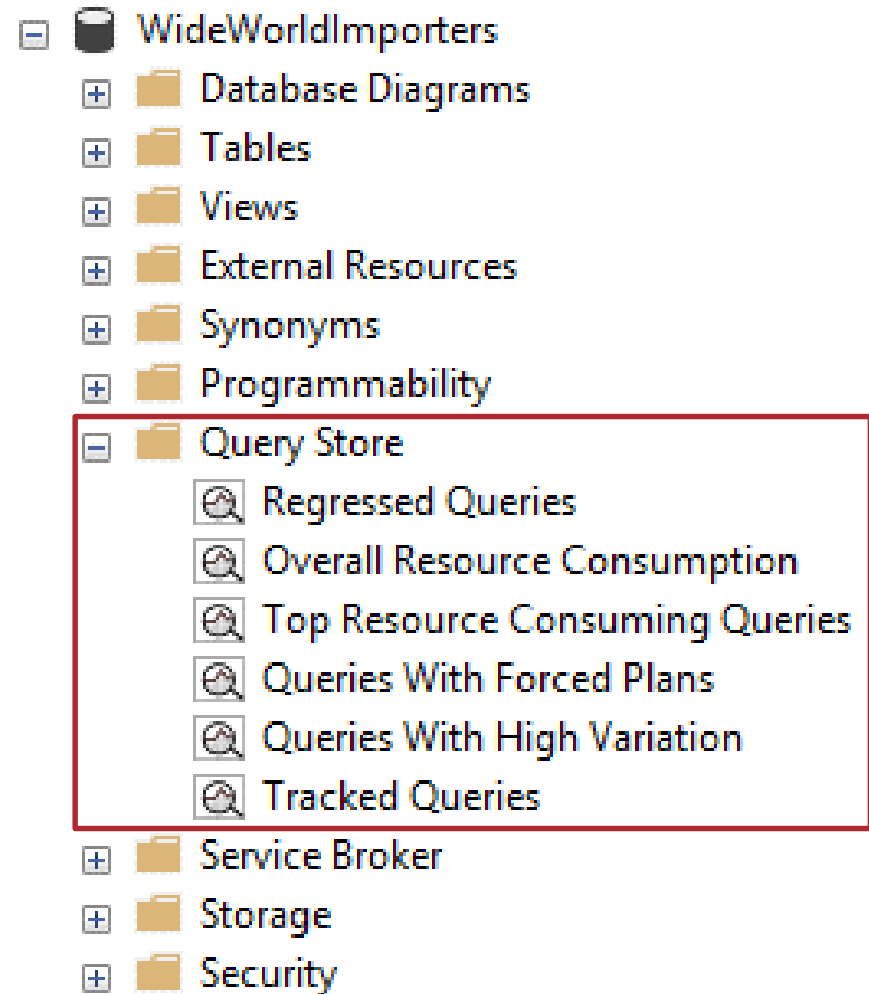 WideWorldImporters
Database Diagrams
Tables
Views
External Resources
Synonyms
Programmability
Query Store
Regressed Queries
Overall Resource Consumption
Top Resource Consuming Queries
Queries With Forced Plans
Queries With High Variation
Tracked Queries
Service Broker
Storage
Security